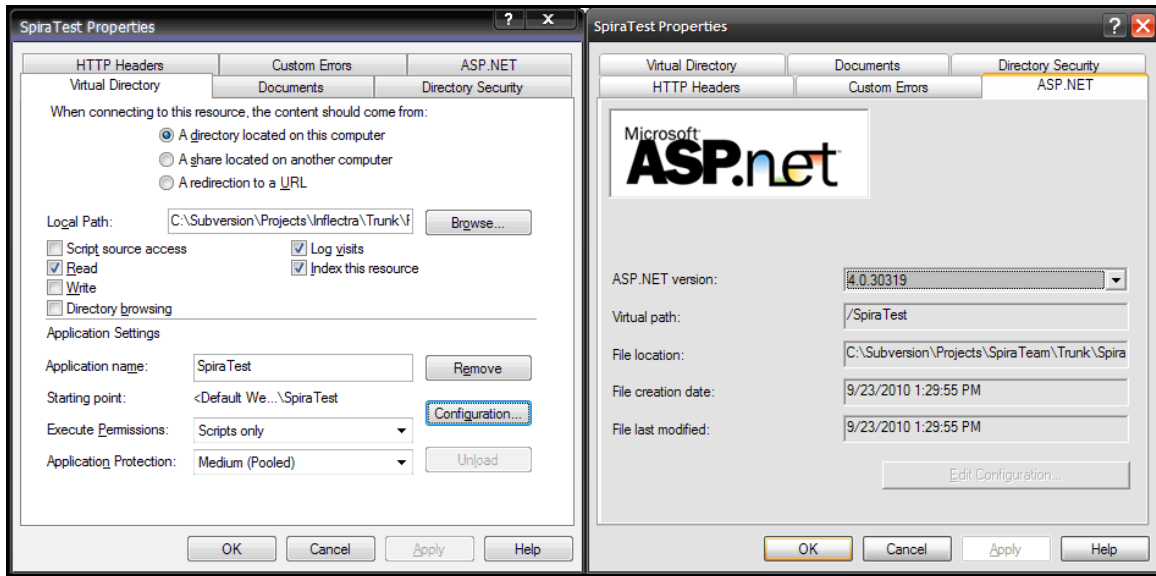 SpiraTest Properties
? X
HTTP Headers Custom Errors ASP.NET
Virtual Directory Documents Directory Security
When connecting to this resource, the content should come from:
A directory located on this computer
A share located on another computer
A redirection to a URL
Local Path: C:\Subversion\Projects\Inflectra\Trunk\F Browse...
Script source access Log visits
Read Index this resource
Write
Directory browsing
Application Settings
Application name: SpiraTest Remove
Starting point: <Default We...\SpiraTest
Configuration...
Execute Permissions: Scripts only
Application Protection: Medium (Pooled) Unload
OK Cancel Apply Help
SpiraTest Properties
? X
Virtual Directory Documents Directory Security
HTTP Headers Custom Errors ASP.NET
Microsoft
ASP.net
ASP.NET version: 4.0.30319
Virtual path: /SpiraTest
File location: C:\Subversion\Projects\SpiraTeam\Trunk\Spira
File creation date: 9/23/2010 1:29:55 PM
File last modified: 9/23/2010 1:29:55 PM
Edit Configuration...
OK Cancel Apply Help